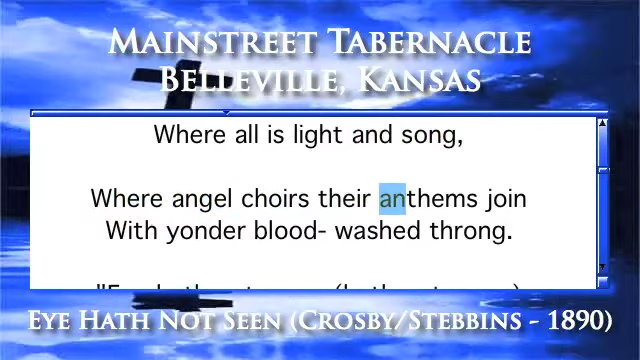 Mainstreet Tabernacle
Belleville, Kansas
Where all is light and song,
Where angel choirs their anthems join
With yonder blood- washed throng.
Eye Hath Not Seen (Crosby/Stebbins - 1890)